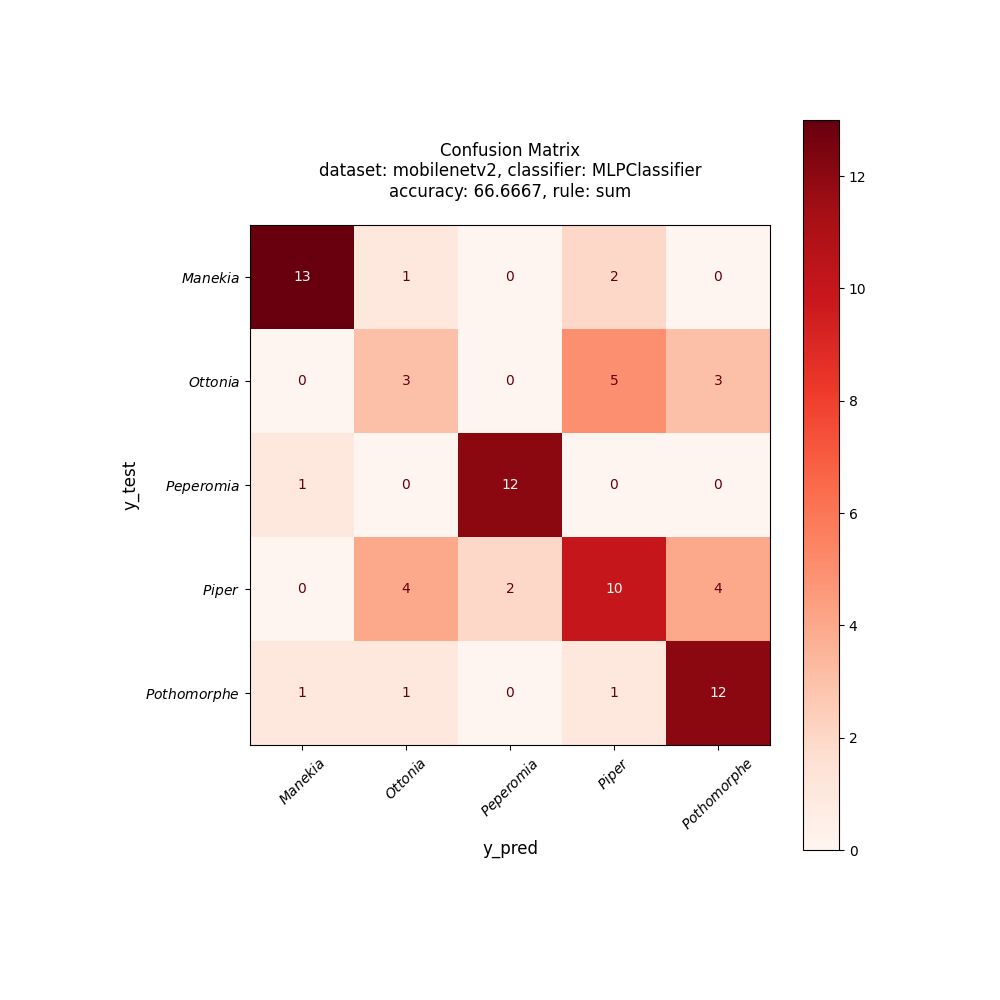 Confusion Matrix
dataset: mobilenetv2, classifier: MLPClassifier
accuracy: 66.6667, rule: sum
Manekia 13 1 0 2 0
Ottonia 0 3 0 5 3
Peperomia 1 0 12 0 0
Piper 0 4 2 10 4
Pothomorphe 1 1 0 1 12
y_test
Manekia Ottonia Peperomia Piper Pothomorphe
y_pred
12
10
8
6
4
2
0